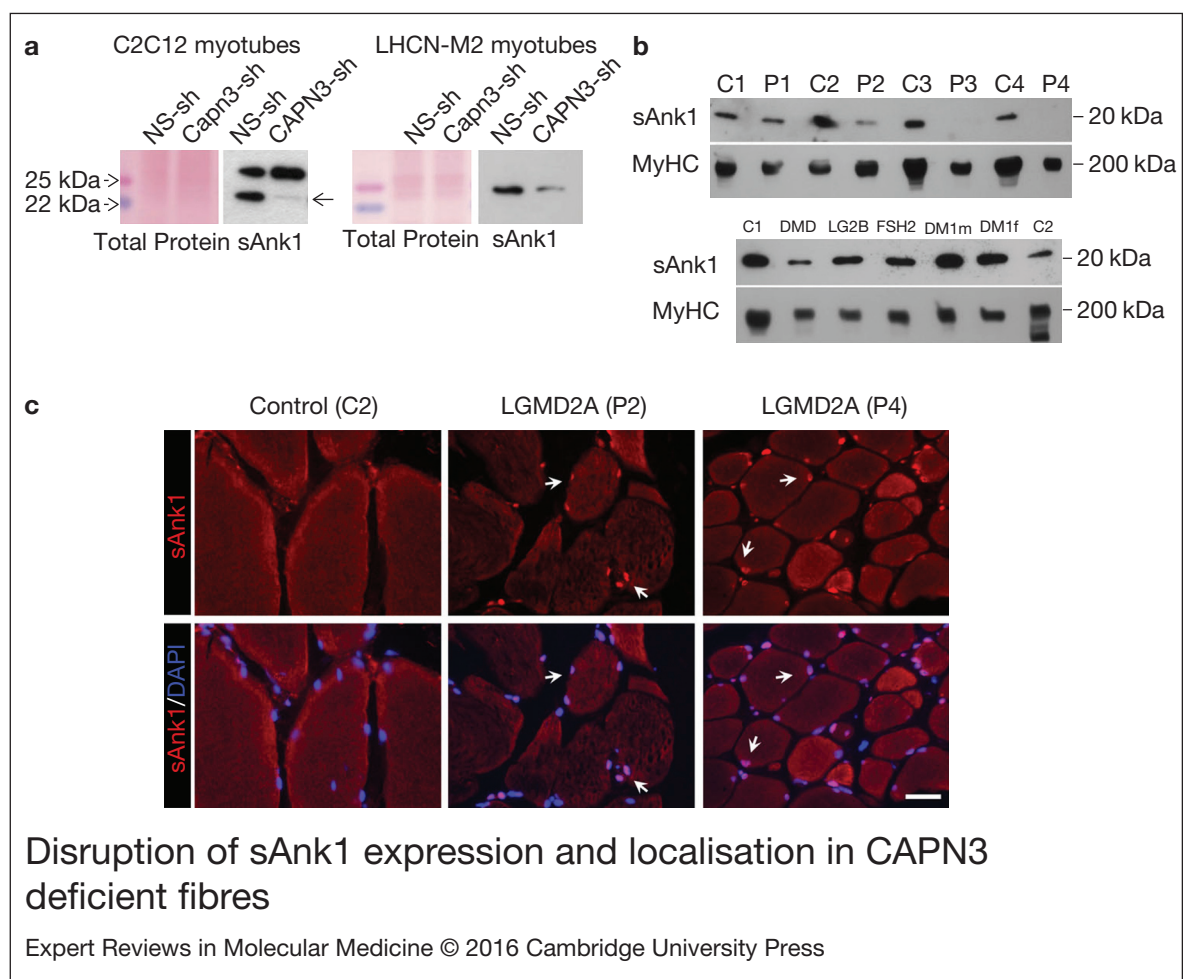 a
C2C12 myotubes
NS-sh
Capn3-sh
NS-sh
CAPN3-sh
25 kDa
22 kDa
Total Protein sAnk1
LHCN-M2 myotubes
NS-sh
Capn3-sh
NS-sh
CAPN3-sh
Total Protein sAnk1
b
C1 P1 C2 P2 C3 P3 C4 P4
sAnk1 - 20 kDa
MyHC - 200 kDa
C1 DMD LG2B FSH2 DM1m DM1f C2
sAnk1 - 20 kDa
MyHC - 200 kDa
c
Control (C2) LGMD2A (P2) LGMD2A (P4)
sAnk1
sAnk1/DAPI
Disruption of sAnk1 expression and localisation in CAPN3
deficient fibres
Expert Reviews in Molecular Medicine © 2016 Cambridge University Press